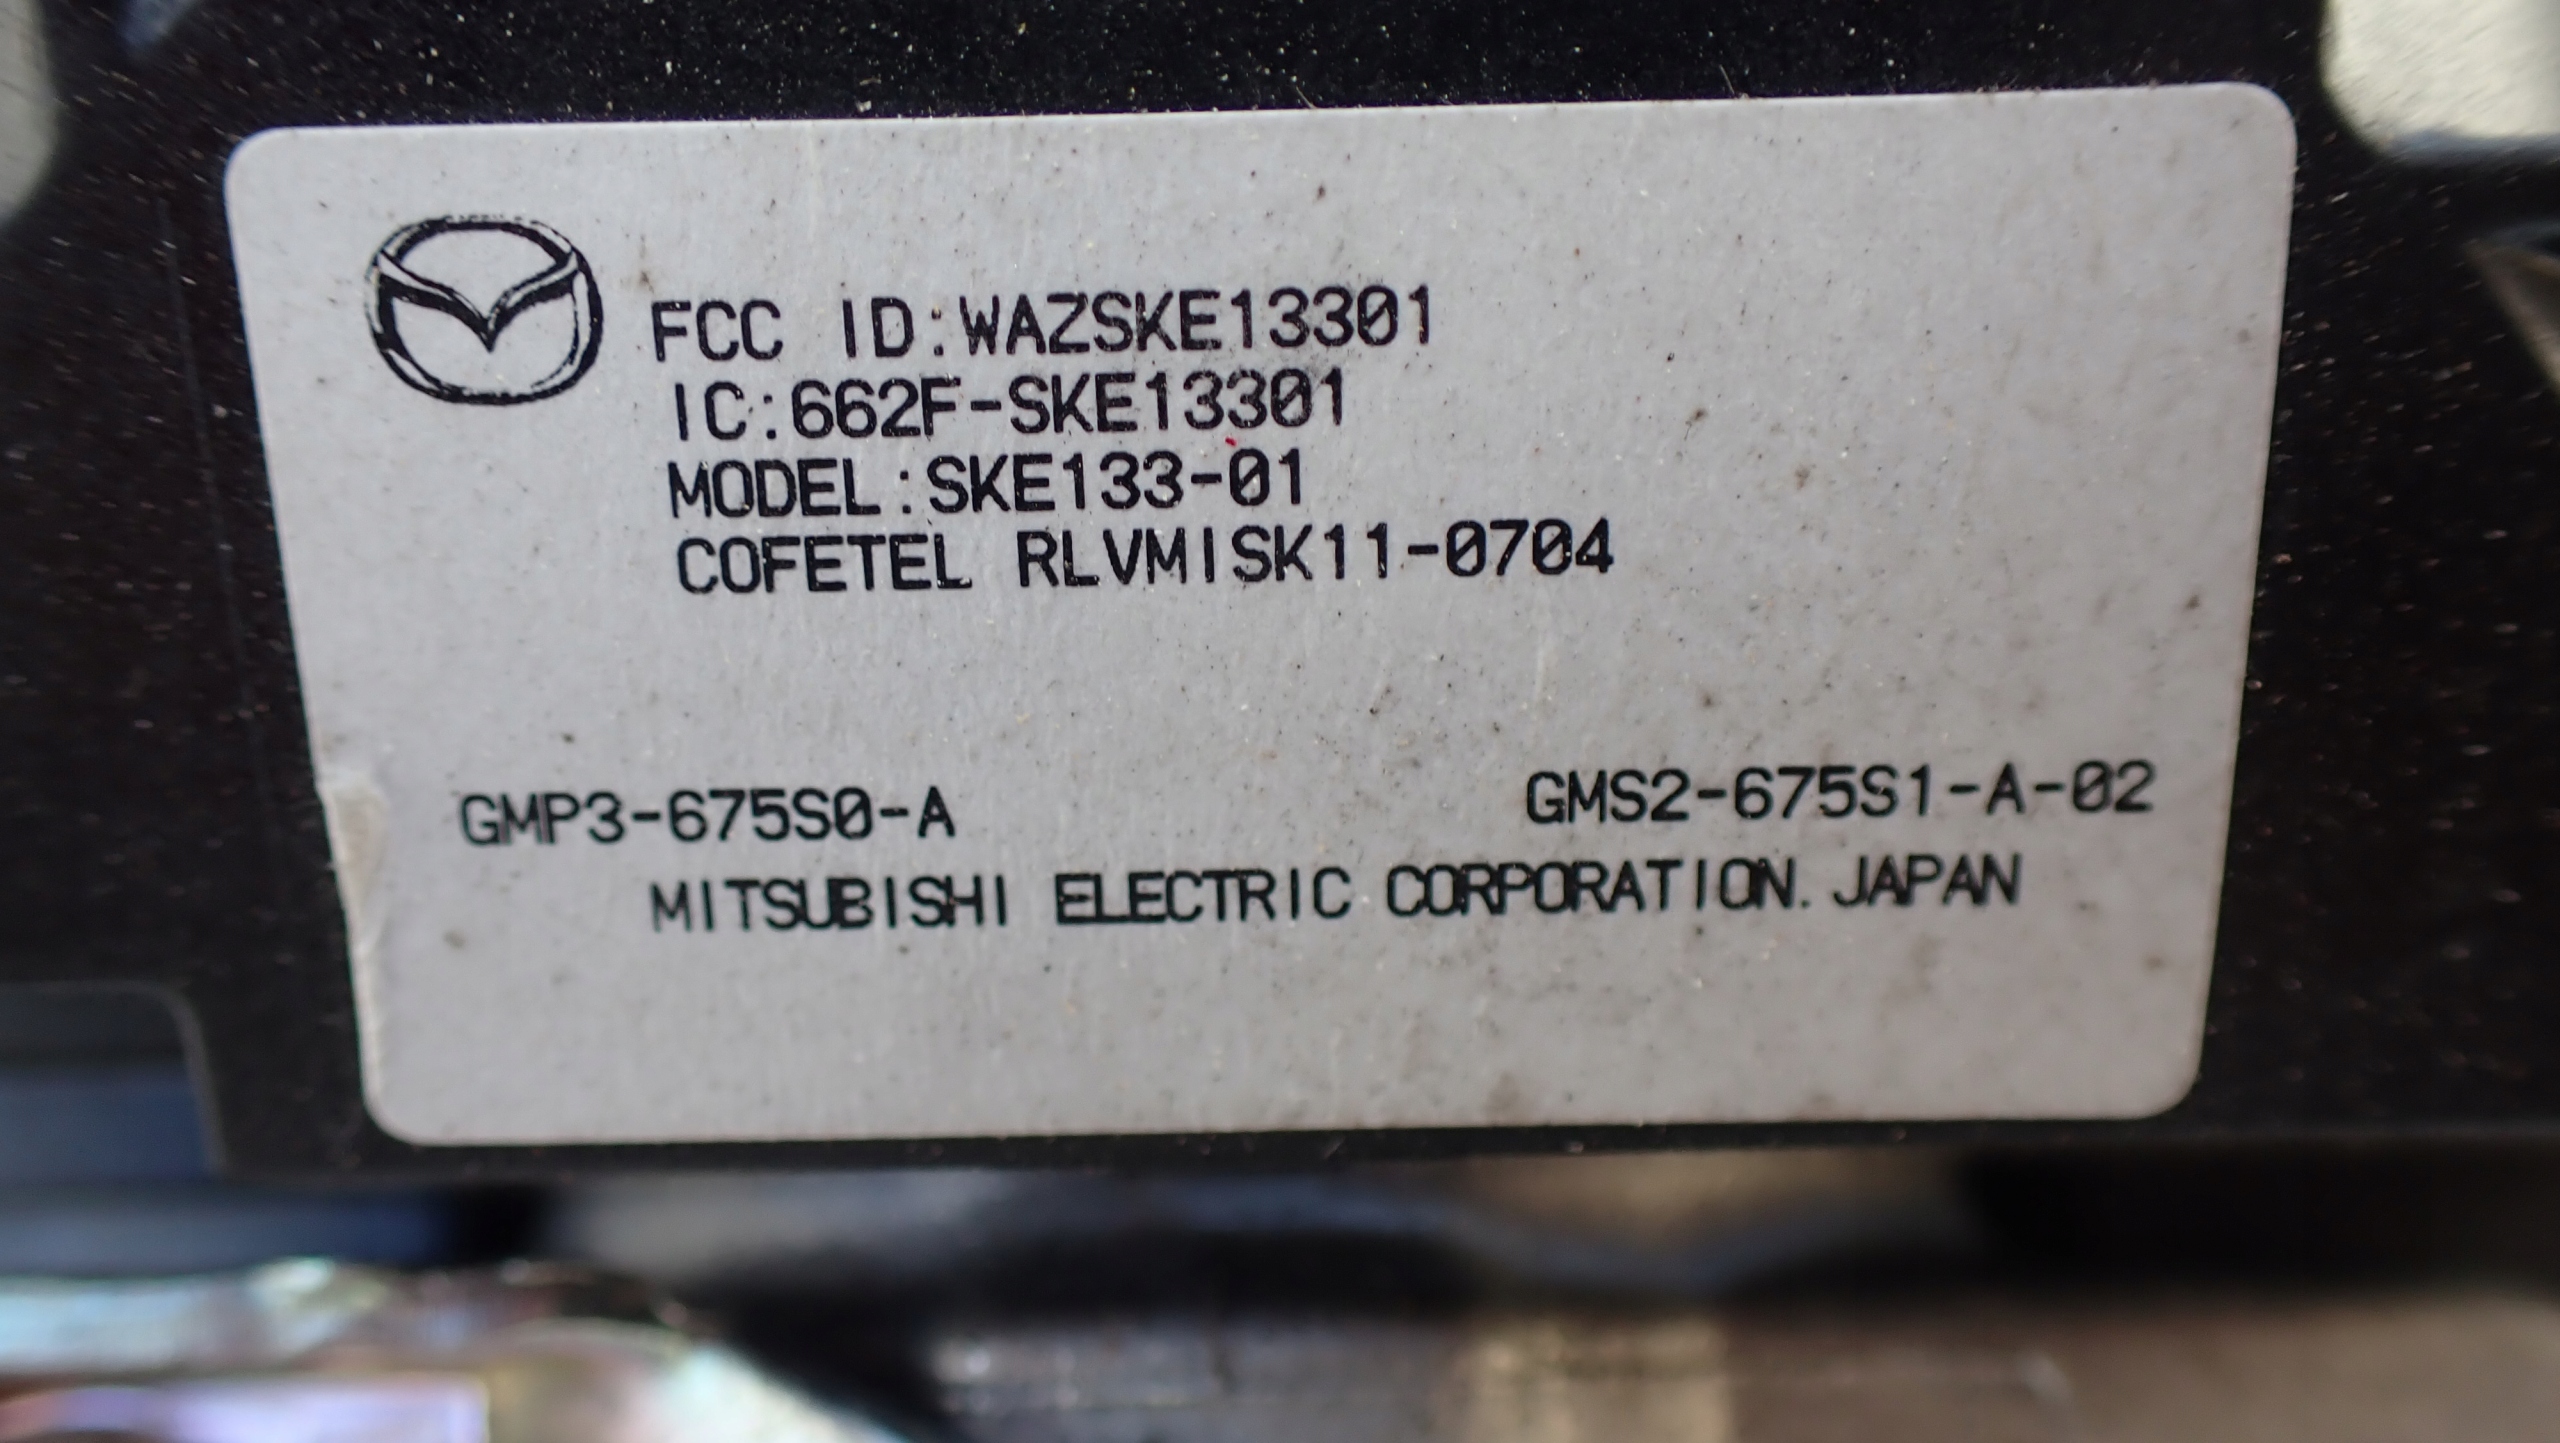 FCC ID:WAZSKE13301
IC:662F-SKE13301
MODEL:SKE133-01
COFETEL RLVMISK11-0704
GMP3-675S0-A GMS2-675S1-A-02
MITSUBISHI ELECTRIC CORPORATION.JAPAN